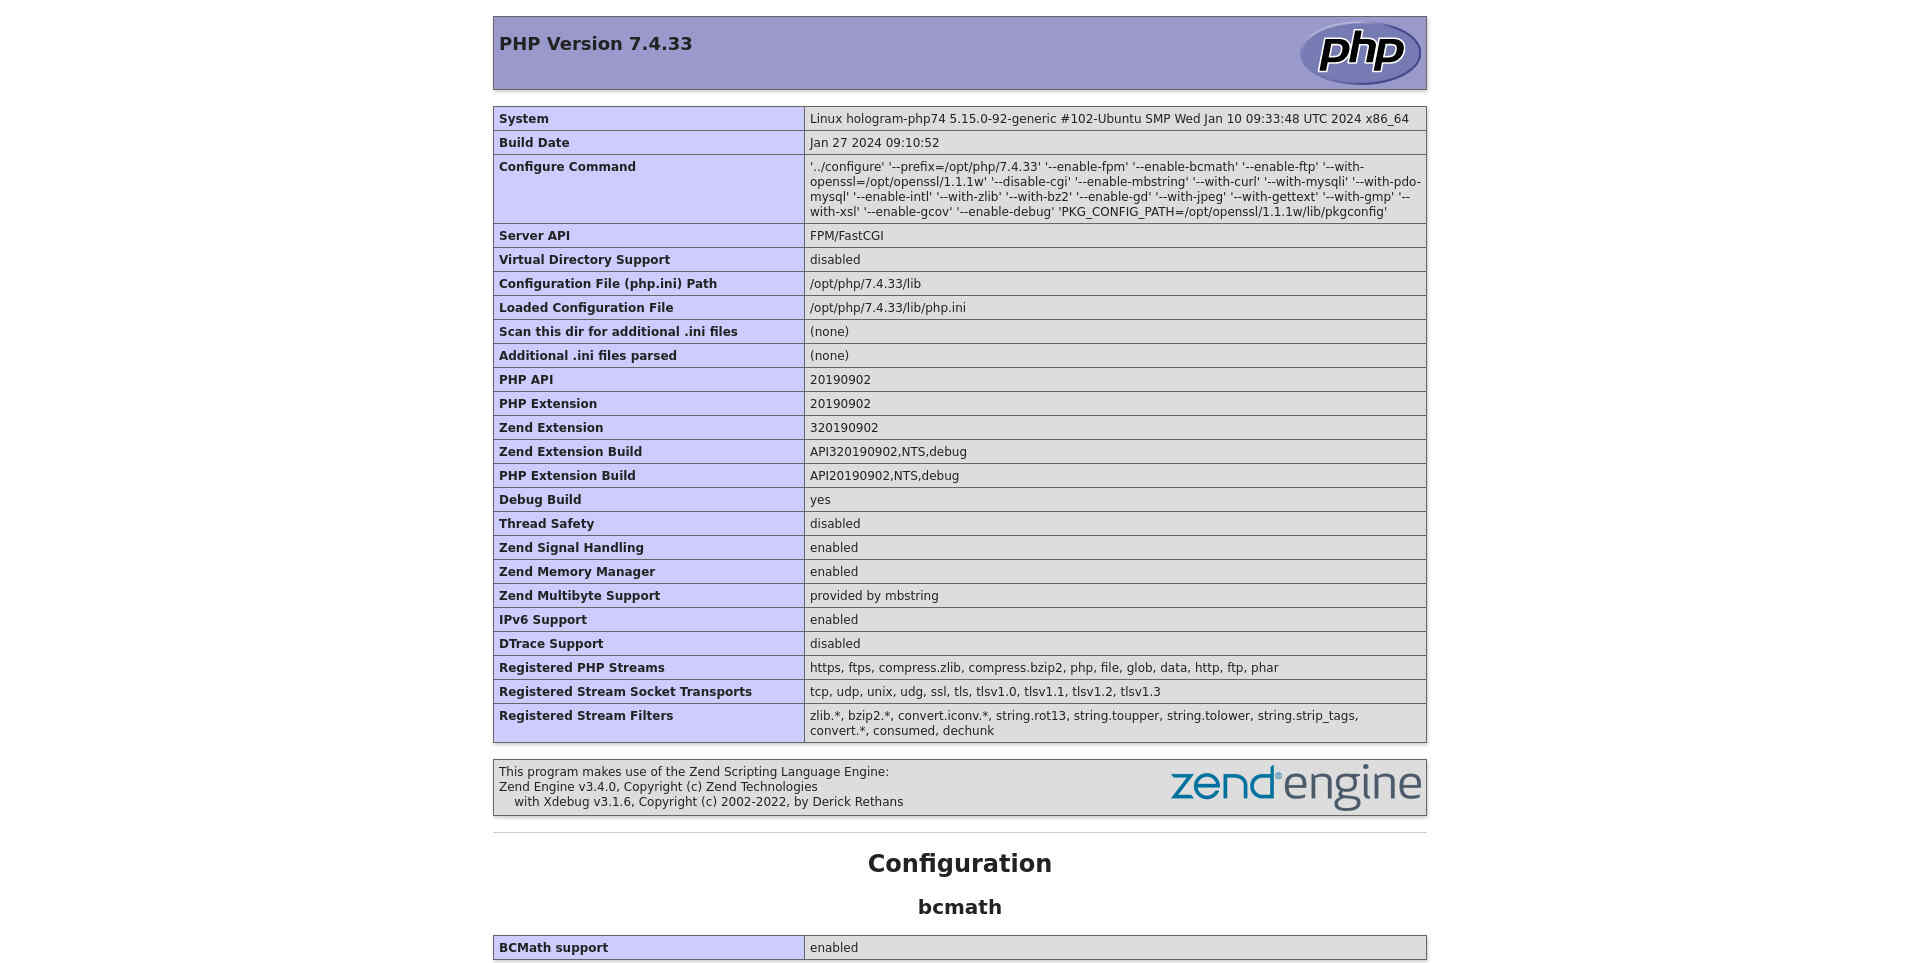 PHP Version 7.4.33
php
System Linux hologram-php74 5.15.0-92-generic #102-Ubuntu SMP Wed Jan 10 09:33:48 UTC 2024 x86_64
Build Date Jan 27 2024 09:10:52
Configure Command '../configure' '--prefix=/opt/php/7.4.33' '--enable-fpm' '--enable-bcmath' '--enable-ftp' '--with-
openssl=/opt/openssl/1.1.1w' '--disable-cgi' '--enable-mbstring' '--with-curl' '--with-mysqli' '--with-pdo-
mysql' '--enable-intl' '--with-zlib' '--with-bz2' '--enable-gd' '--with-jpeg' '--with-gettext' '--with-gmp' '--
with-xsl' '--enable-gcov' '--enable-debug' 'PKG_CONFIG_PATH=/opt/openssl/1.1.1w/lib/pkgconfig'
Server API FPM/FastCGI
Virtual Directory Support disabled
Configuration File (php.ini) Path /opt/php/7.4.33/lib
Loaded Configuration File /opt/php/7.4.33/lib/php.ini
Scan this dir for additional .ini files (none)
Additional .ini files parsed (none)
PHP API 20190902
PHP Extension 20190902
Zend Extension 320190902
Zend Extension Build API320190902,NTS,debug
PHP Extension Build API20190902,NTS,debug
Debug Build yes
Thread Safety disabled
Zend Signal Handling enabled
Zend Memory Manager enabled
Zend Multibyte Support provided by mbstring
IPv6 Support enabled
DTrace Support disabled
Registered PHP Streams https, ftps, compress.zlib, compress.bzip2, php, file, glob, data, http, ftp, phar
Registered Stream Socket Transports tcp, udp, unix, udg, ssl, tls, tlsv1.0, tlsv1.1, tlsv1.2, tlsv1.3
Registered Stream Filters zlib.*, bzip2.*, convert.iconv.*, string.rot13, string.toupper, string.tolower, string.strip_tags,
convert.*, consumed, dechunk
This program makes use of the Zend Scripting Language Engine:
Zend Engine v3.4.0, Copyright (c) Zend Technologies
with Xdebug v3.1.6, Copyright (c) 2002-2022, by Derick Rethans
zend®engine
Configuration
bcmath
BCMath support enabled